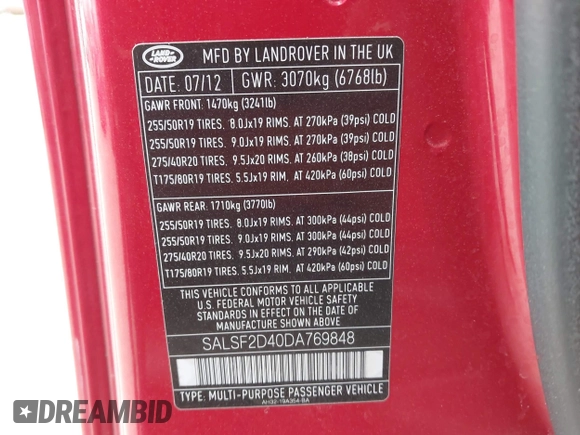 LAND-
ROVER
MFD BY LANDROVER IN THE UK
DATE: 07/12 GWR: 3070kg (6768lb)
GAWR FRONT: 1470kg (3241lb)
255/50R19 TIRES, 8.0Jx19 RIMS, AT 270kPa (39psi) COLD
255/50R19 TIRES, 9.0Jx19 RIMS, AT 270kPa (39psi) COLD
275/40R20 TIRES, 9.5Jx20 RIMS, AT 260kPa (38psi) COLD
T175/80R19 TIRES, 5.5Jx19 RIM, AT 420kPa (60psi) COLD
GAWR REAR: 1710kg (3770lb)
255/50R19 TIRES, 8.0Jx19 RIMS, AT 300kPa (44psi) COLD
255/50R19 TIRES, 9.0Jx19 RIMS, AT 300kPa (44psi) COLD
275/40R20 TIRES, 9.5Jx20 RIMS, AT 290kPa (42psi) COLD
T175/80R19 TIRES, 5.5Jx19 RIM, AT 420kPa (60psi) COLD
THIS VEHICLE CONFORMS TO ALL APPLICABLE
U.S. FEDERAL MOTOR VEHICLE SAFETY
STANDARDS IN EFFECT ON THE DATE OF
MANUFACTURE SHOWN ABOVE.
SALSF2D40DA769848
TYPE: MULTI-PURPOSE PASSENGER VEHICLE
AH32-19A364-BA
DREAMBID